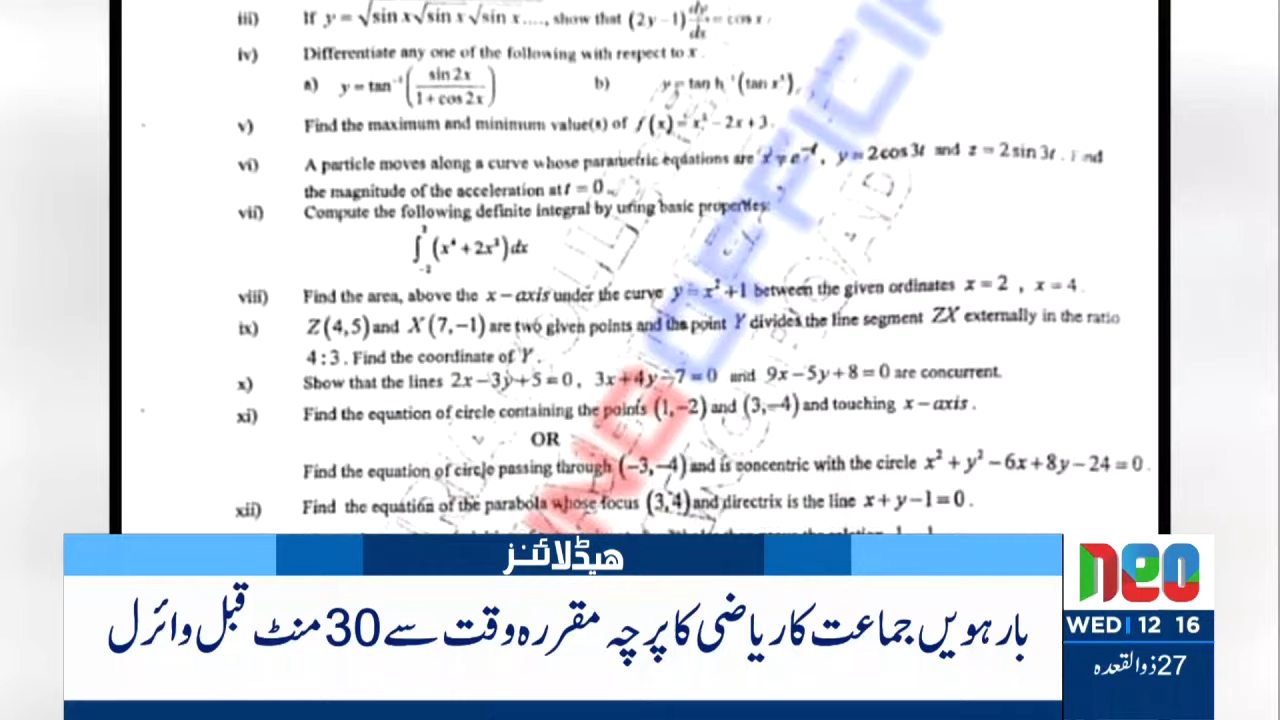 iii) If y = √sin x√sin x√sin x...., show that (2y − 1) dy/dx = cos x.
iv) Differentiate any one of the following with respect to x.
a) y = tan⁻¹(sin 2x / 1 + cos 2x) b) y = tan h⁻¹(tan x²).
v) Find the maximum and minimum value(s) of f(x) = x² − 2x + 3.
vi) A particle moves along a curve whose parametric equations are x = e⁻ᵗ, y = 2cos3t and z = 2sin3t. Find
the magnitude of the acceleration at t = 0.
vii) Compute the following definite integral by using basic properties:
∫ (x⁴ + 2x²)dx
viii) Find the area, above the x − axis under the curve y = x² + 1 between the given ordinates x = 2 , x = 4.
ix) Z(4,5) and X(7,−1) are two given points and the point Y divides the line segment ZX externally in the ratio
4:3. Find the coordinate of Y.
x) Show that the lines 2x − 3y + 5 = 0, 3x + 4y − 7 = 0 and 9x − 5y + 8 = 0 are concurrent.
xi) Find the equation of circle containing the points (1,−2) and (3,−4) and touching x − axis.
OR
Find the equation of circle passing through (−3,−4) and is concentric with the circle x² + y² − 6x + 8y − 24 = 0.
xii) Find the equation of the parabola whose focus (3,4) and directrix is the line x + y − 1 = 0.
ہیڈلائنز
بارہویں جماعت کا ریاضی کا پرچہ مقررہ وقت سے 30 منٹ قبل وائرل
neo
WED 12 16
27 ذوالقعدہ